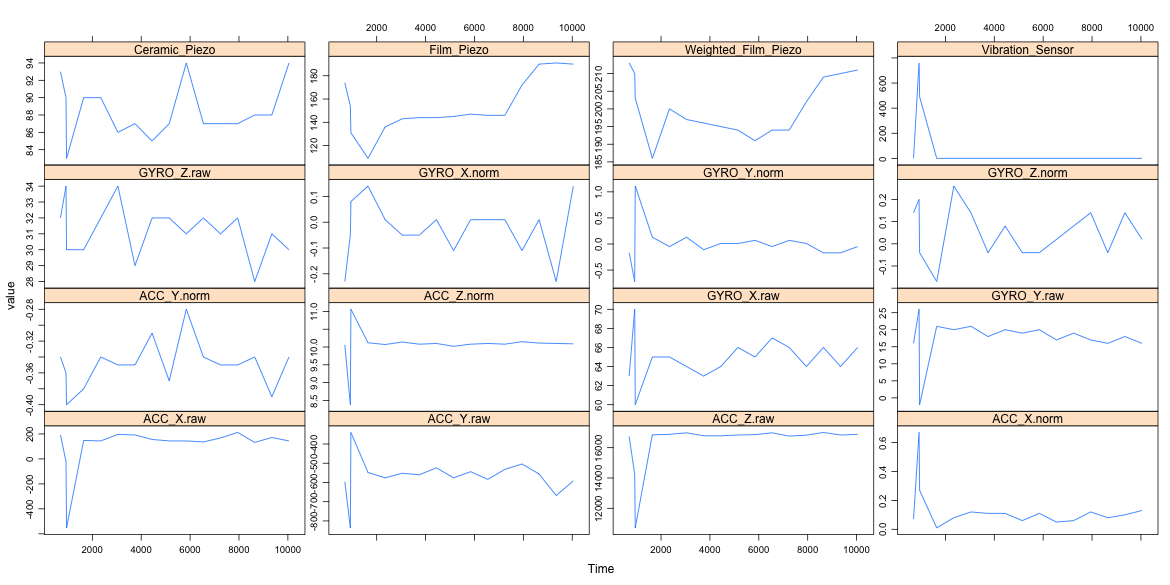 2000 4000 6000 8000 10000 2000 4000 6000 8000 10000
Ceramic_Piezo Film_Piezo Weighted_Film_Piezo Vibration_Sensor
84 86 88 90 92 94 120 140 160 180 185 190 195 200 205 210 0 200 400 600
GYRO_Z.raw GYRO_X.norm GYRO_Y.norm GYRO_Z.norm
28 29 30 31 32 33 34 -0.2 -0.1 0.0 0.1 -0.5 0.0 0.5 1.0 -0.1 0.0 0.1 0.2
value
ACC_Y.norm ACC_Z.norm GYRO_X.raw GYRO_Y.raw
-0.40 -0.36 -0.32 -0.28 8.5 9.0 9.5 10.0 11.0 60 62 64 66 68 70 0 5 10 15 20 25
ACC_X.raw ACC_Y.raw ACC_Z.raw ACC_X.norm
-400 -200 0 200 -800 -700 -600 -500 -400 12000 14000 16000 0.0 0.2 0.4 0.6
2000 4000 6000 8000 10000 2000 4000 6000 8000 10000
Time